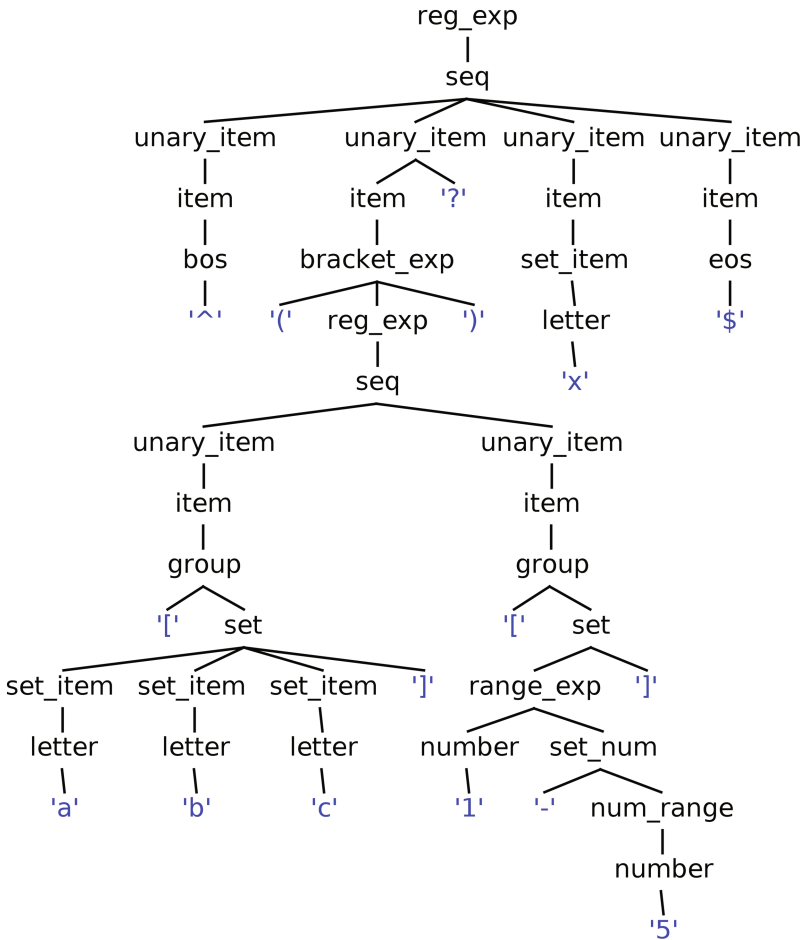 reg_exp
seq
unary_item unary_item unary_item unary_item
item item '?' item item
bos bracket_exp set_item eos
'^' '(' reg_exp ')' letter '$'
seq 'x'
unary_item unary_item
item item
group group
'[' set '[' set
set_item set_item set_item ']' range_exp ']'
letter letter letter number set_num
'a' 'b' 'c' '1' '-' num_range
number
'5'